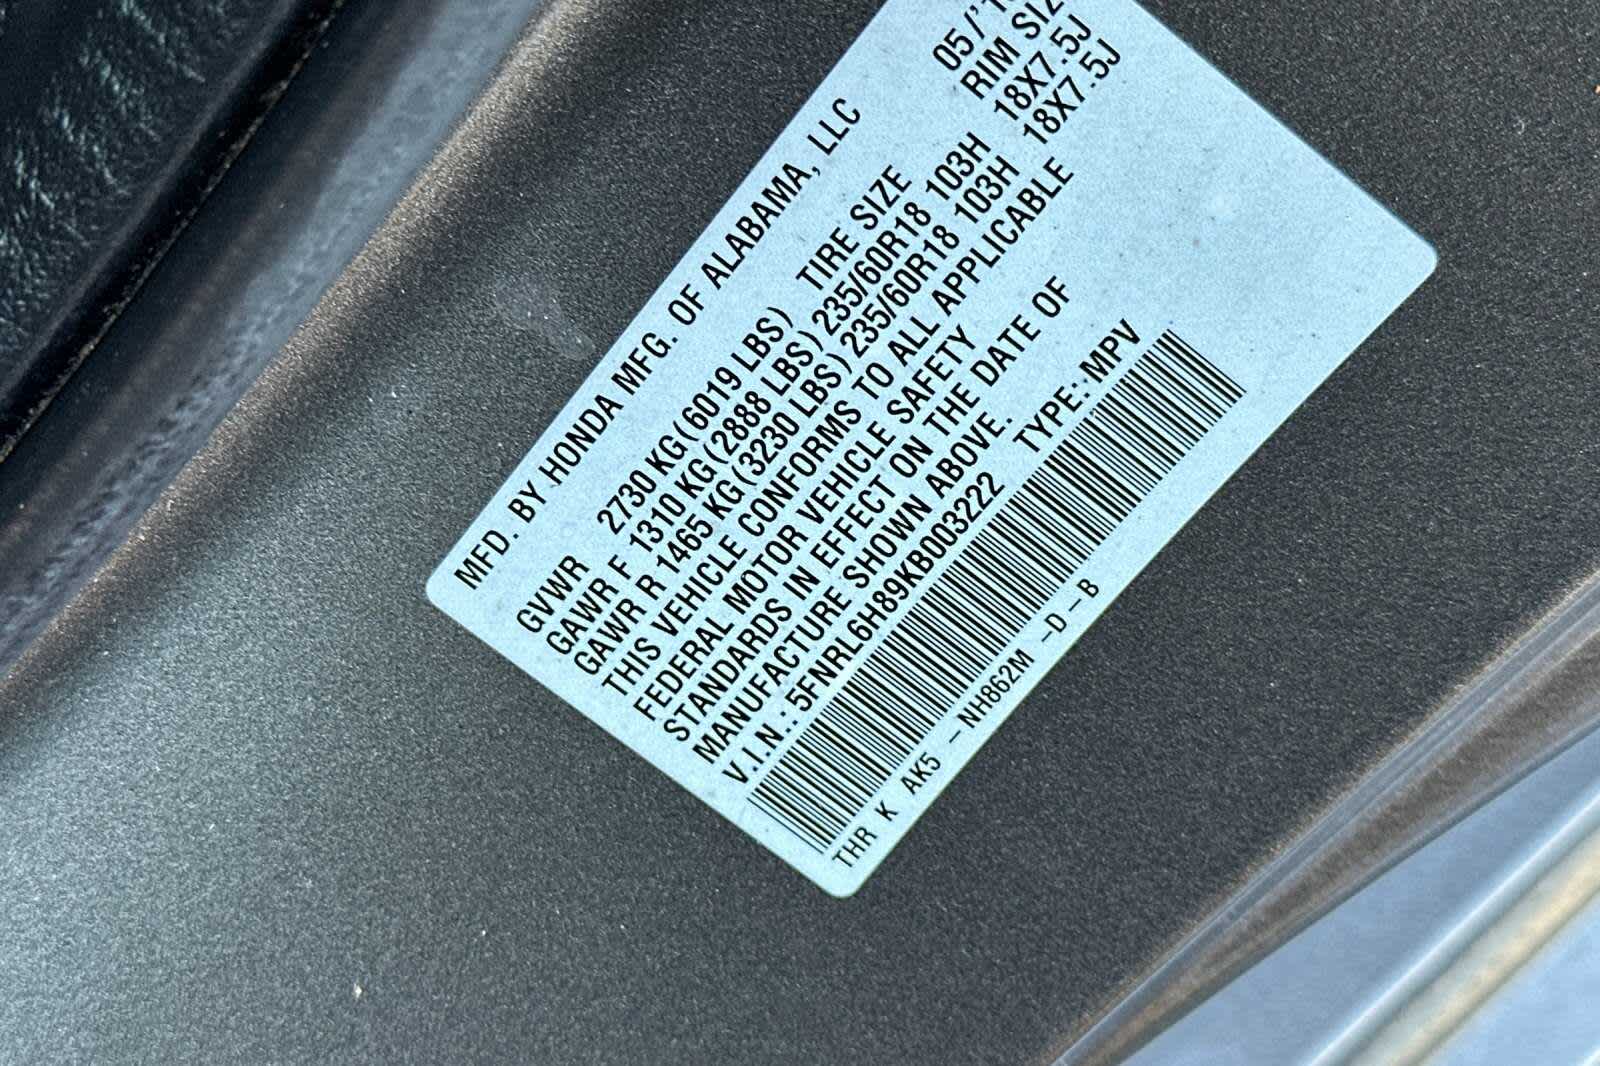 MFD. BY HONDA MFG. OF ALABAMA, LLC 05/'1
GVWR 2730 KG (6019 LBS) TIRE SIZE RIM SIZ
GAWR F 1310 KG (2888 LBS) 235/60R18 103H 18X7.5J
GAWR R 1465 KG (3230 LBS) 235/60R18 103H 18X7.5J
THIS VEHICLE CONFORMS TO ALL APPLICABLE
FEDERAL MOTOR VEHICLE SAFETY
STANDARDS IN EFFECT ON THE DATE OF
MANUFACTURE SHOWN ABOVE.
V.I.N.: 5FNRL6H89KB003222 TYPE: MPV
THR K AK5 -NH862M -D-B